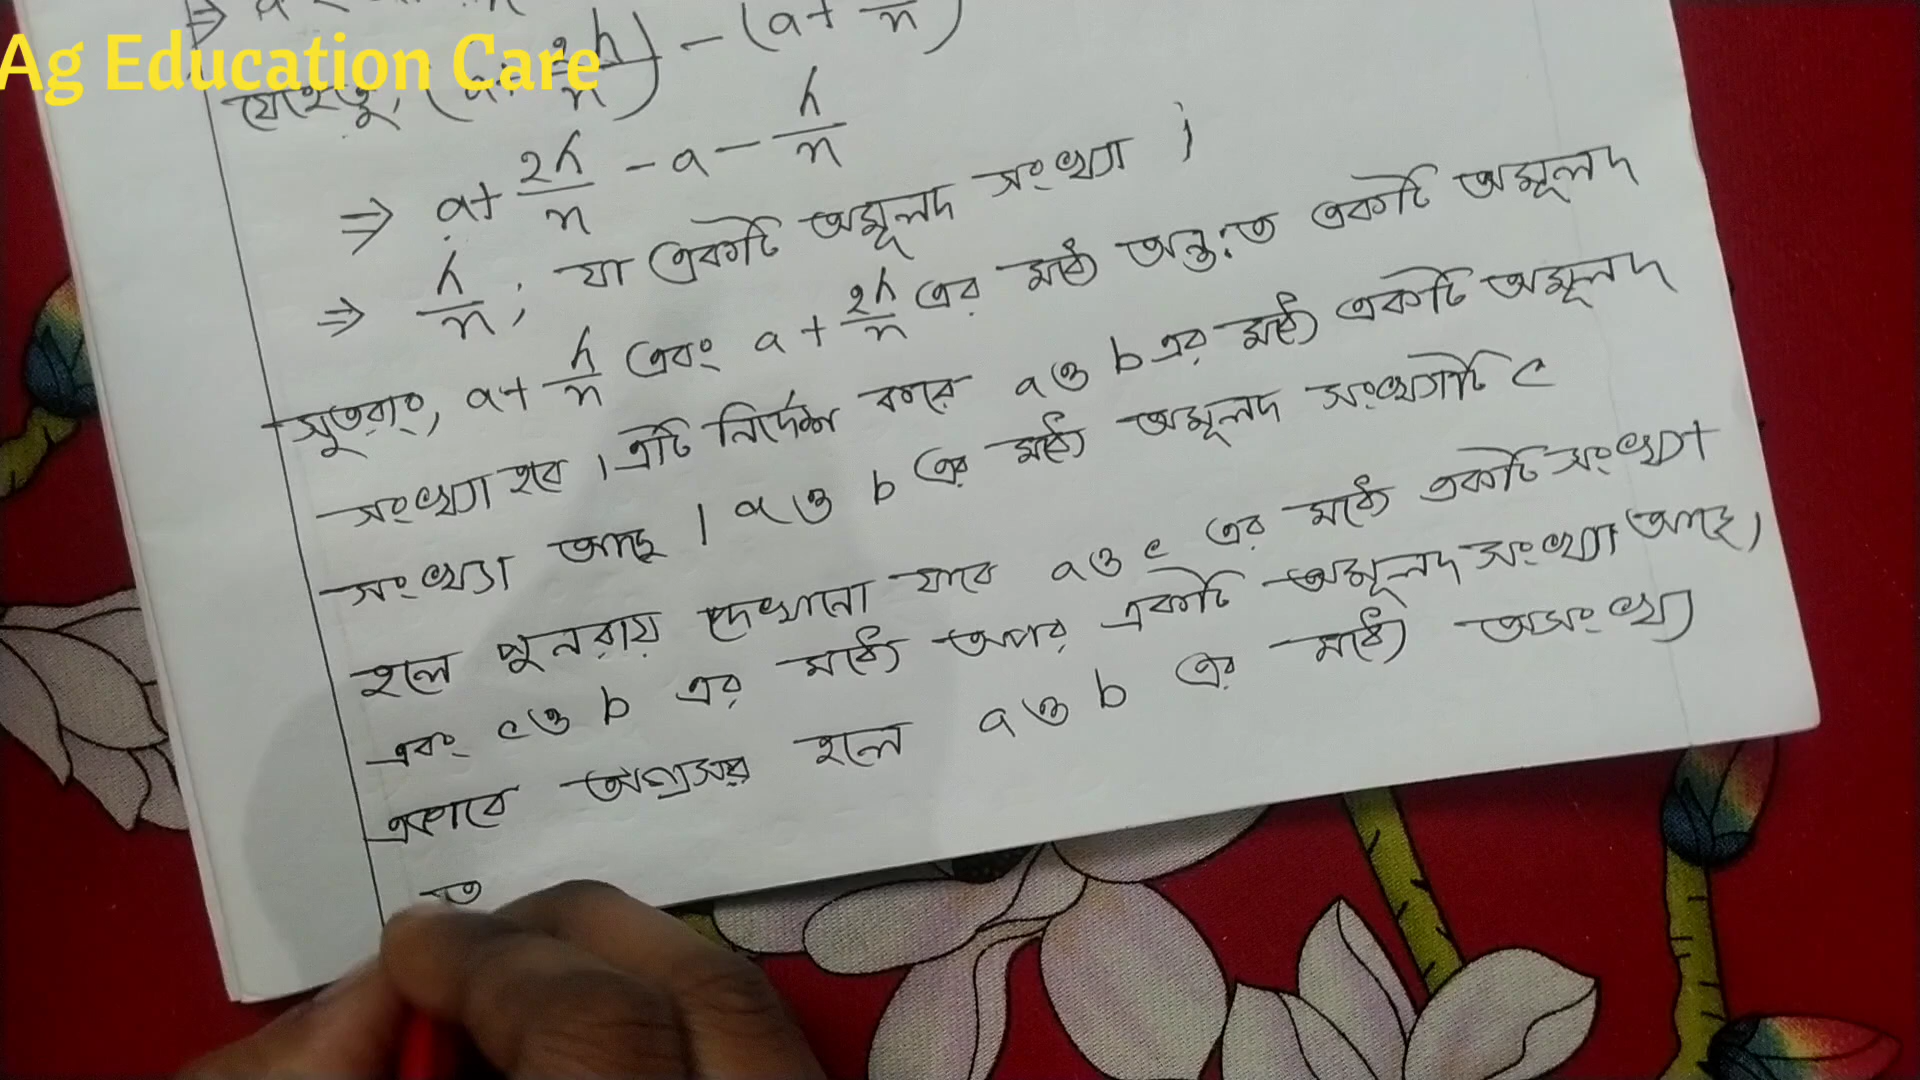 Ag Education Care
যেহেতু, (a + 2h/n) - (a + h/n)
⇒ a + 2h/n - a - h/n
⇒ h/n ; যা একটি অমূলদ সংখ্যা ।
সুতরাং, a + h/n এবং a + 2h/n এর মধ্যে অন্তঃত একটি অমূলদ
সংখ্যা হবে । এটি নির্দেশ করে a ও b এর মধ্যে একটি অমূলদ
সংখ্যা আছে । a ও b এর মধ্যে অমূলদ সংখ্যাটি c
হলে পুনরায় দেখানো যাবে a ও c এর মধ্যে একটি সংখ্যা
এবং c ও b এর মধ্যে অপর একটি অমূলদ সংখ্যা আছে ।
এভাবে অগ্রসর হলে a ও b এর মধ্যে অসংখ্য